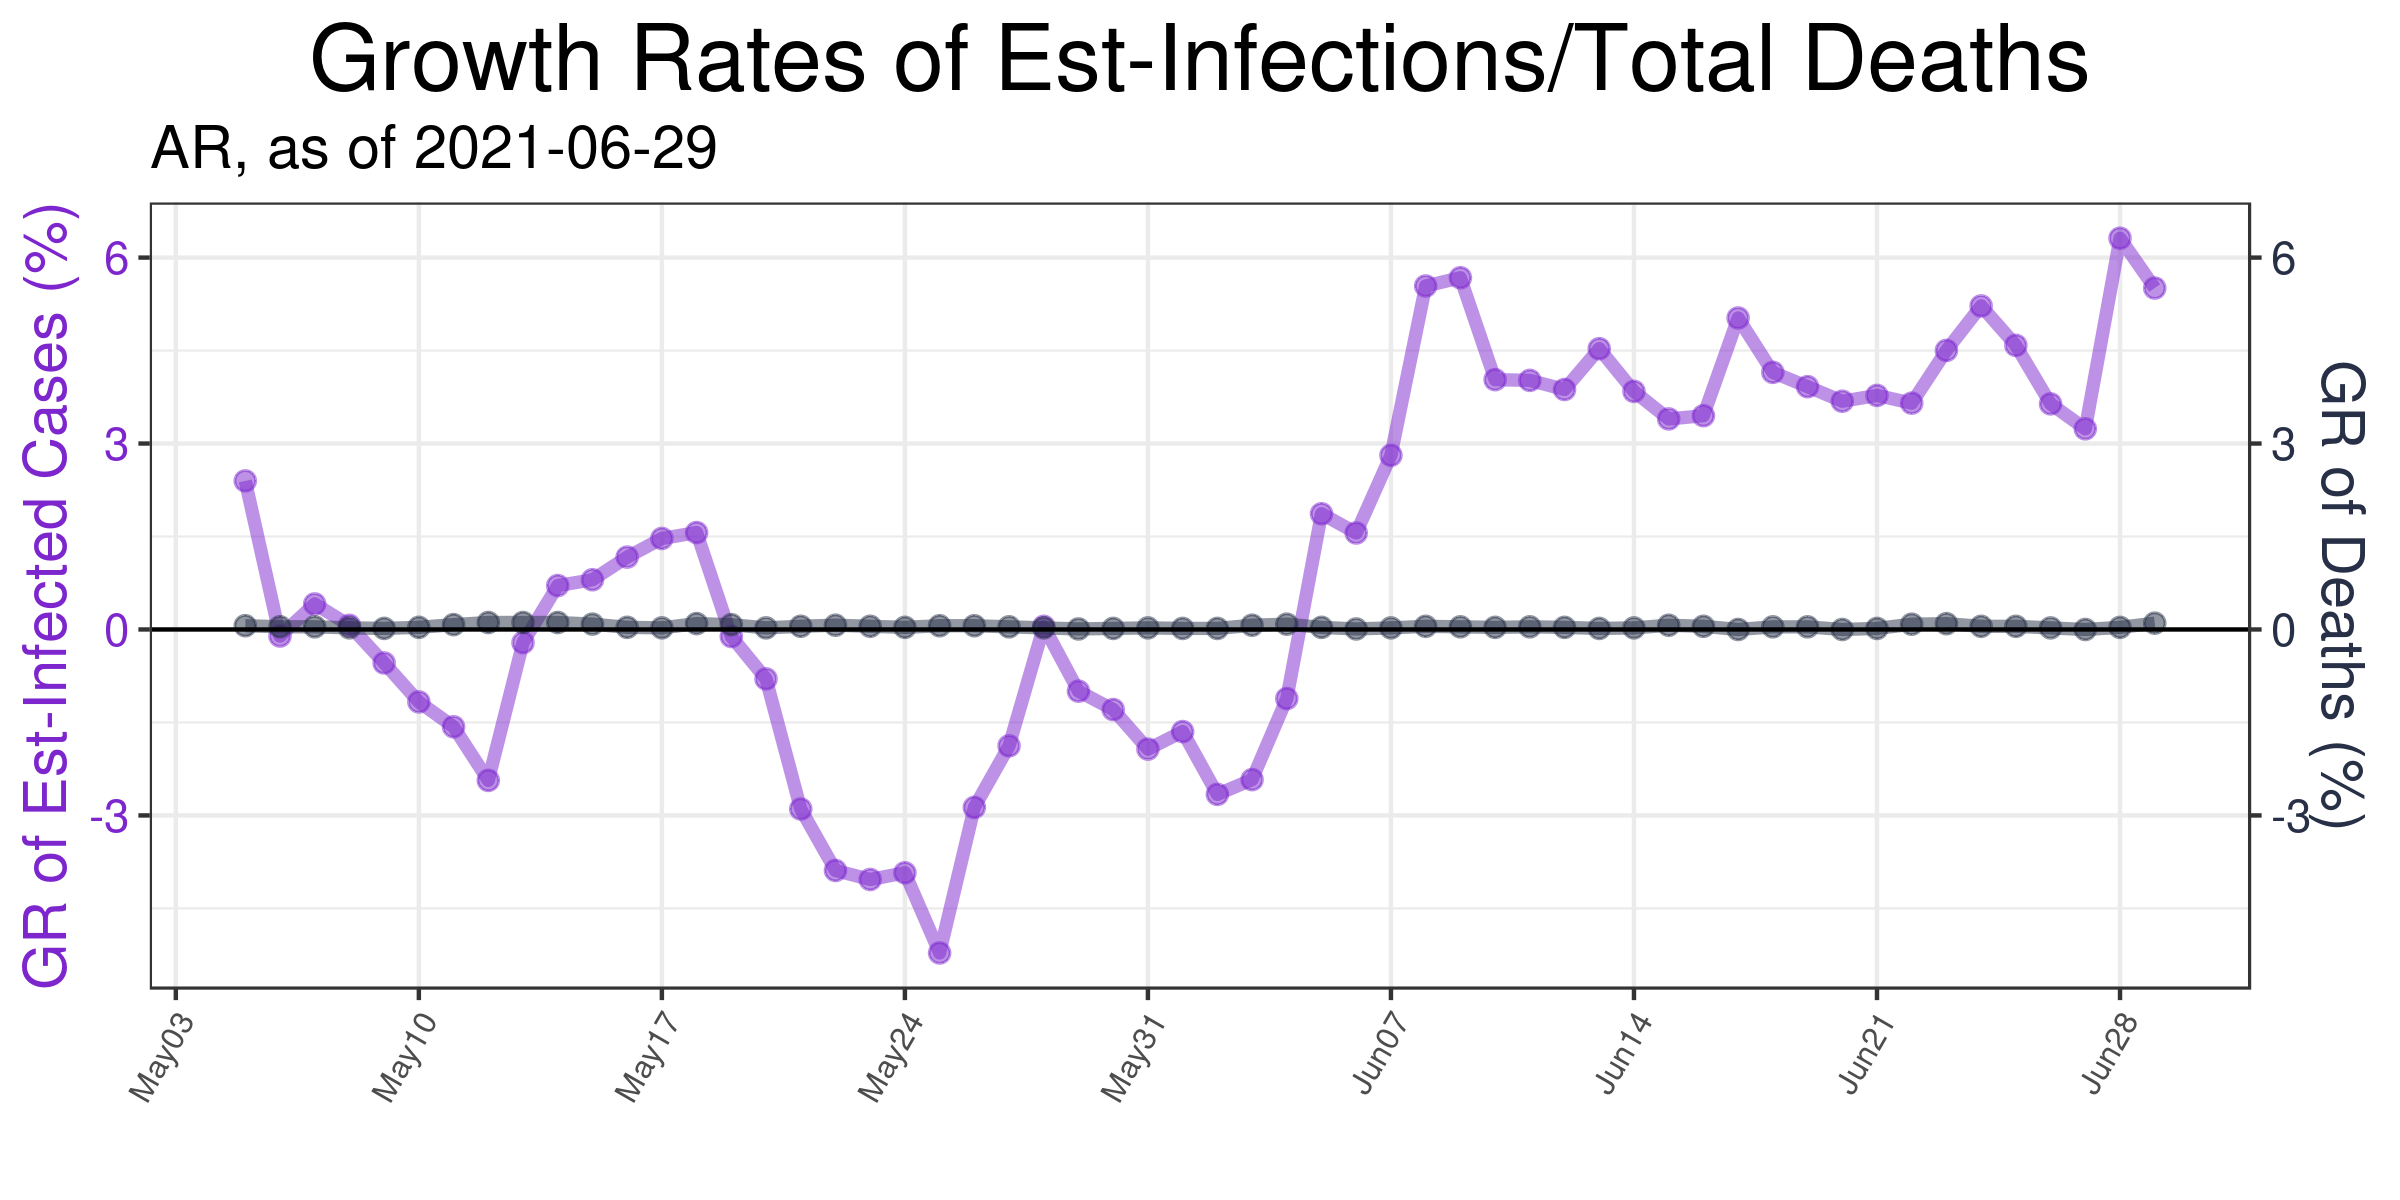 Growth Rates of Est-Infections/Total Deaths
AR, as of 2021-06-29
GR of Est-Infected Cases (%)
6
3
0
-3
6
3
0
-3
GR of Deaths (%)
May03
May10
May17
May24
May31
Jun07
Jun14
Jun21
Jun28